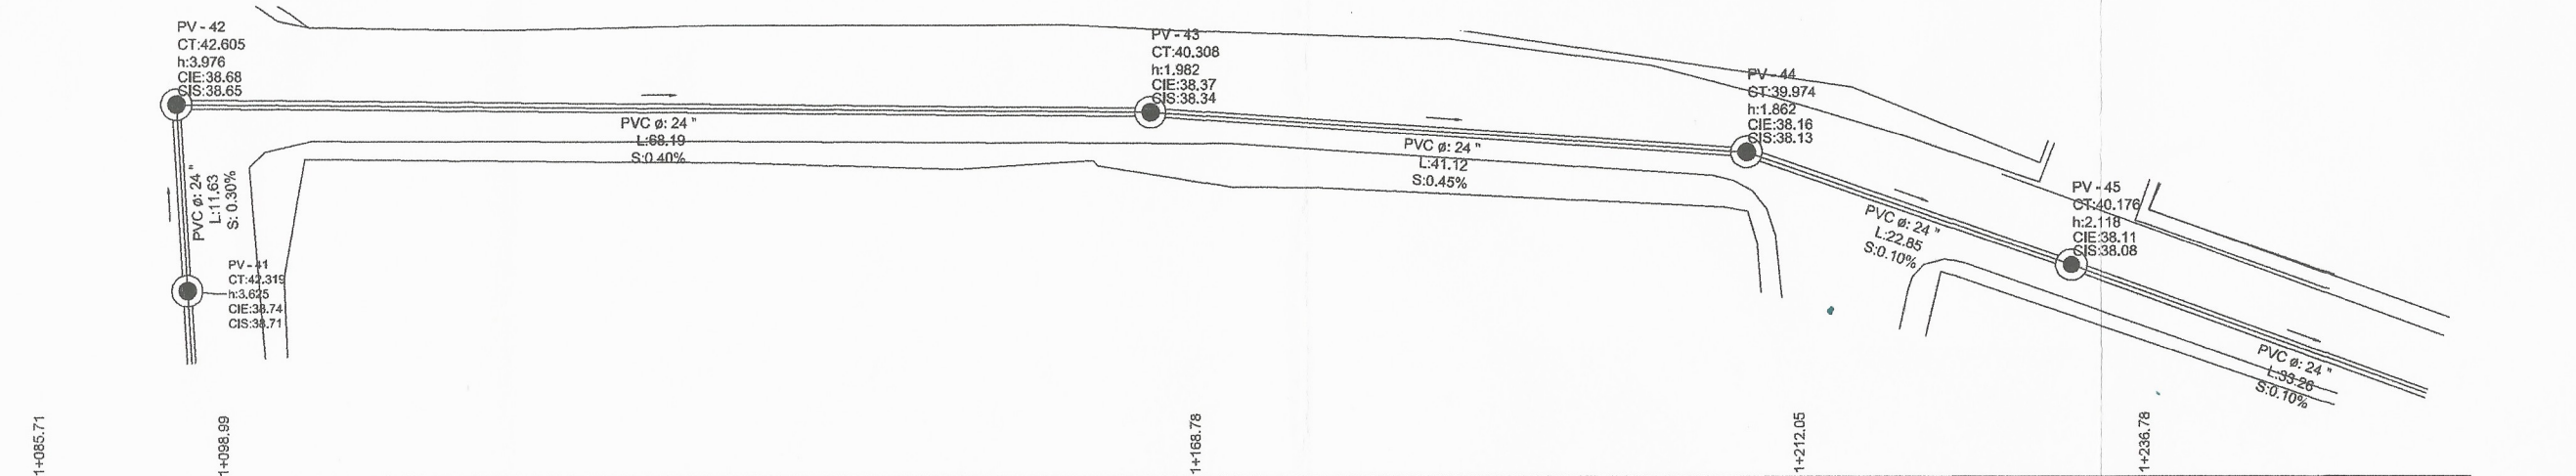 PV - 42
CT:42.605
h:3.976
CIE:38.68
CIS:38.65
PVC ø: 24 "
L:11.63
S: 0.30%
PV - 41
CT:42.319
h:3.625
CIE:38.74
CIS:38.71
PVC ø: 24 "
L:68.19
S:0.40%
PV - 43
CT:40.308
h:1.982
CIE:38.37
CIS:38.34
PVC ø: 24 "
L:41.12
S:0.45%
PV - 44
CT:39.974
h:1.862
CIE:38.16
CIS:38.13
PVC ø: 24 "
L:22.85
S:0.10%
PV - 45
CT:40.176
h:2.118
CIE:38.11
CIS:38.08
PVC ø: 24 "
L:33.26
S:0.10%
1+085.71
1+098.99
1+168.78
1+212.05
1+236.78